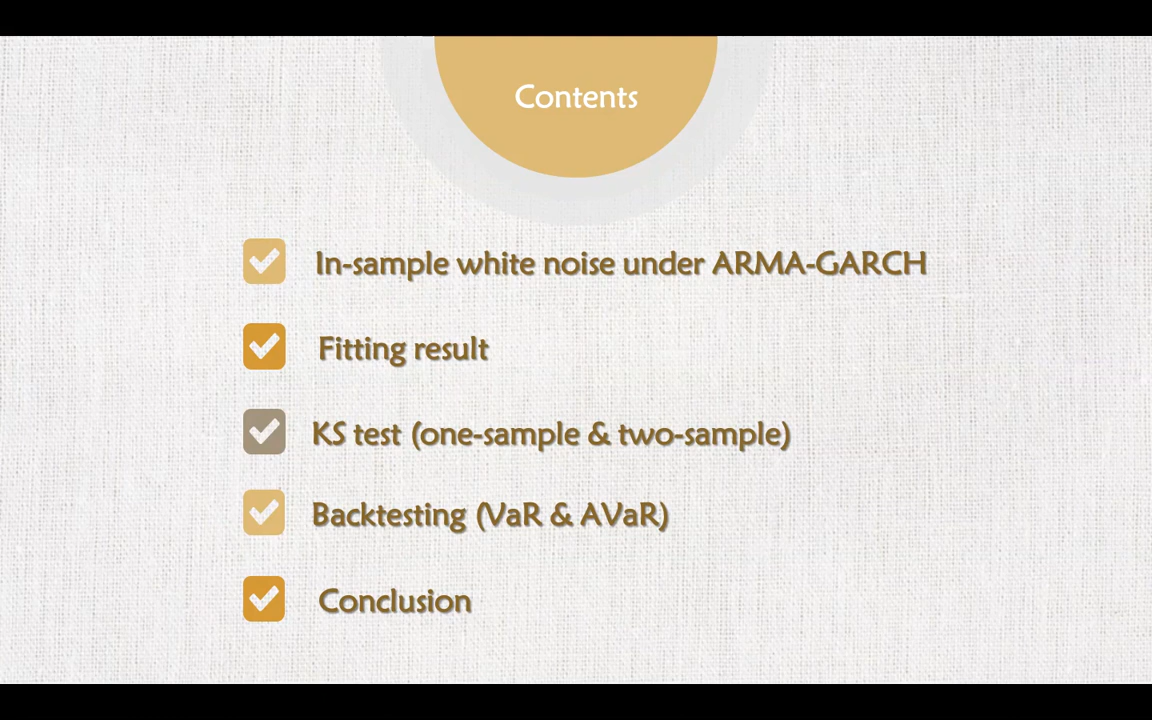 Contents
In-sample white noise under ARMA-GARCH
Fitting result
KS test (one-sample & two-sample)
Backtesting (VaR & AVaR)
Conclusion